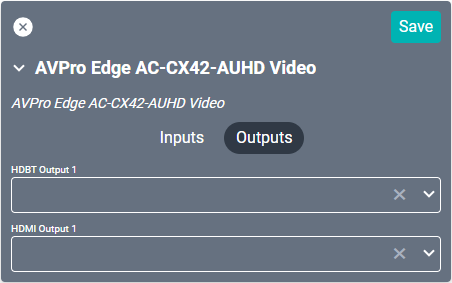 Save
AVPro Edge AC-CX42-AUHD Video
AVPro Edge AC-CX42-AUHD Video
Inputs Outputs
HDBT Output 1
HDMI Output 1